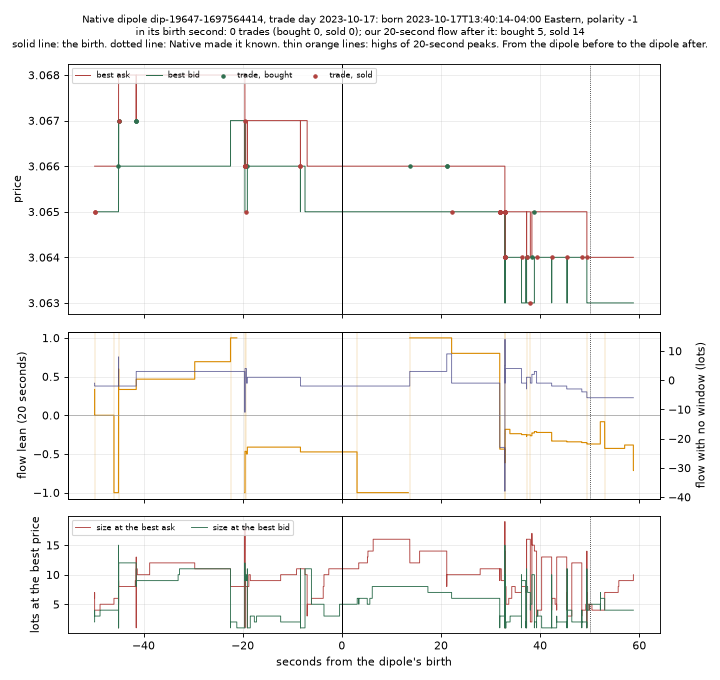 Native dipole dip-19647-1697564414, trade day 2023-10-17: born 2023-10-17T13:40:14-04:00 Eastern, polarity -1
in its birth second: 0 trades (bought 0, sold 0); our 20-second flow after it: bought 5, sold 14
solid line: the birth. dotted line: Native made it known. thin orange lines: highs of 20-second peaks. From the dipole before to the dipole after.
best ask best bid trade, bought trade, sold
3.068
3.067
3.066
3.065
3.064
3.063
price
1.0
0.5
0.0
−0.5
−1.0
flow lean (20 seconds)
10
0
−10
−20
−30
−40
flow with no window (lots)
size at the best ask size at the best bid
15
10
5
lots at the best price
−40 −20 0 20 40 60
seconds from the dipole's birth